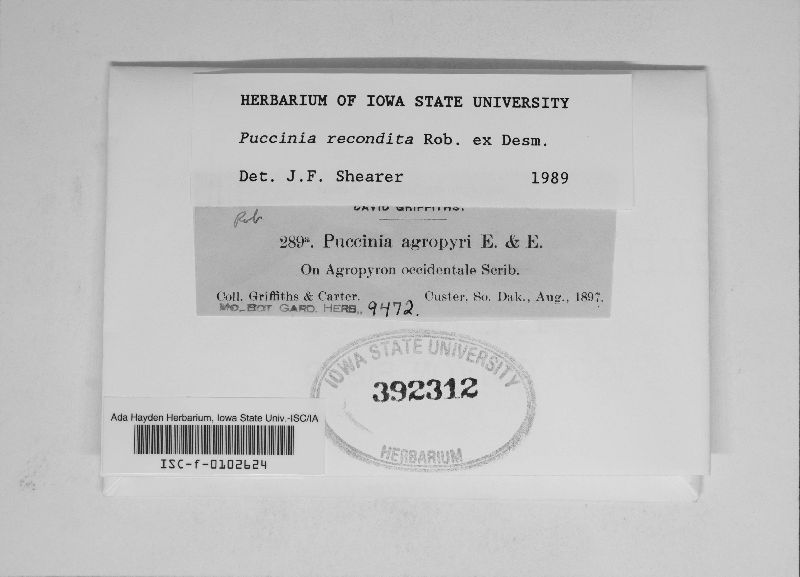 HERBARIUM OF IOWA STATE UNIVERSITY
Puccinia recondita Rob. ex Desm.
Det. J.F. Shearer 1989
DAVID GRIFFITHS.
289a. Puccinia agropyri E. & E.
On Agropyron occidentale Scrib.
Coll. Griffiths & Carter. Custer, So. Dak., Aug., 1897.
MO. BOT. GARD. HERB., 9472.
IOWA STATE UNIVERSITY
392312
HERBARIUM
Ada Hayden Herbarium, Iowa State Univ.-ISC/IA
ISC-f-0102624